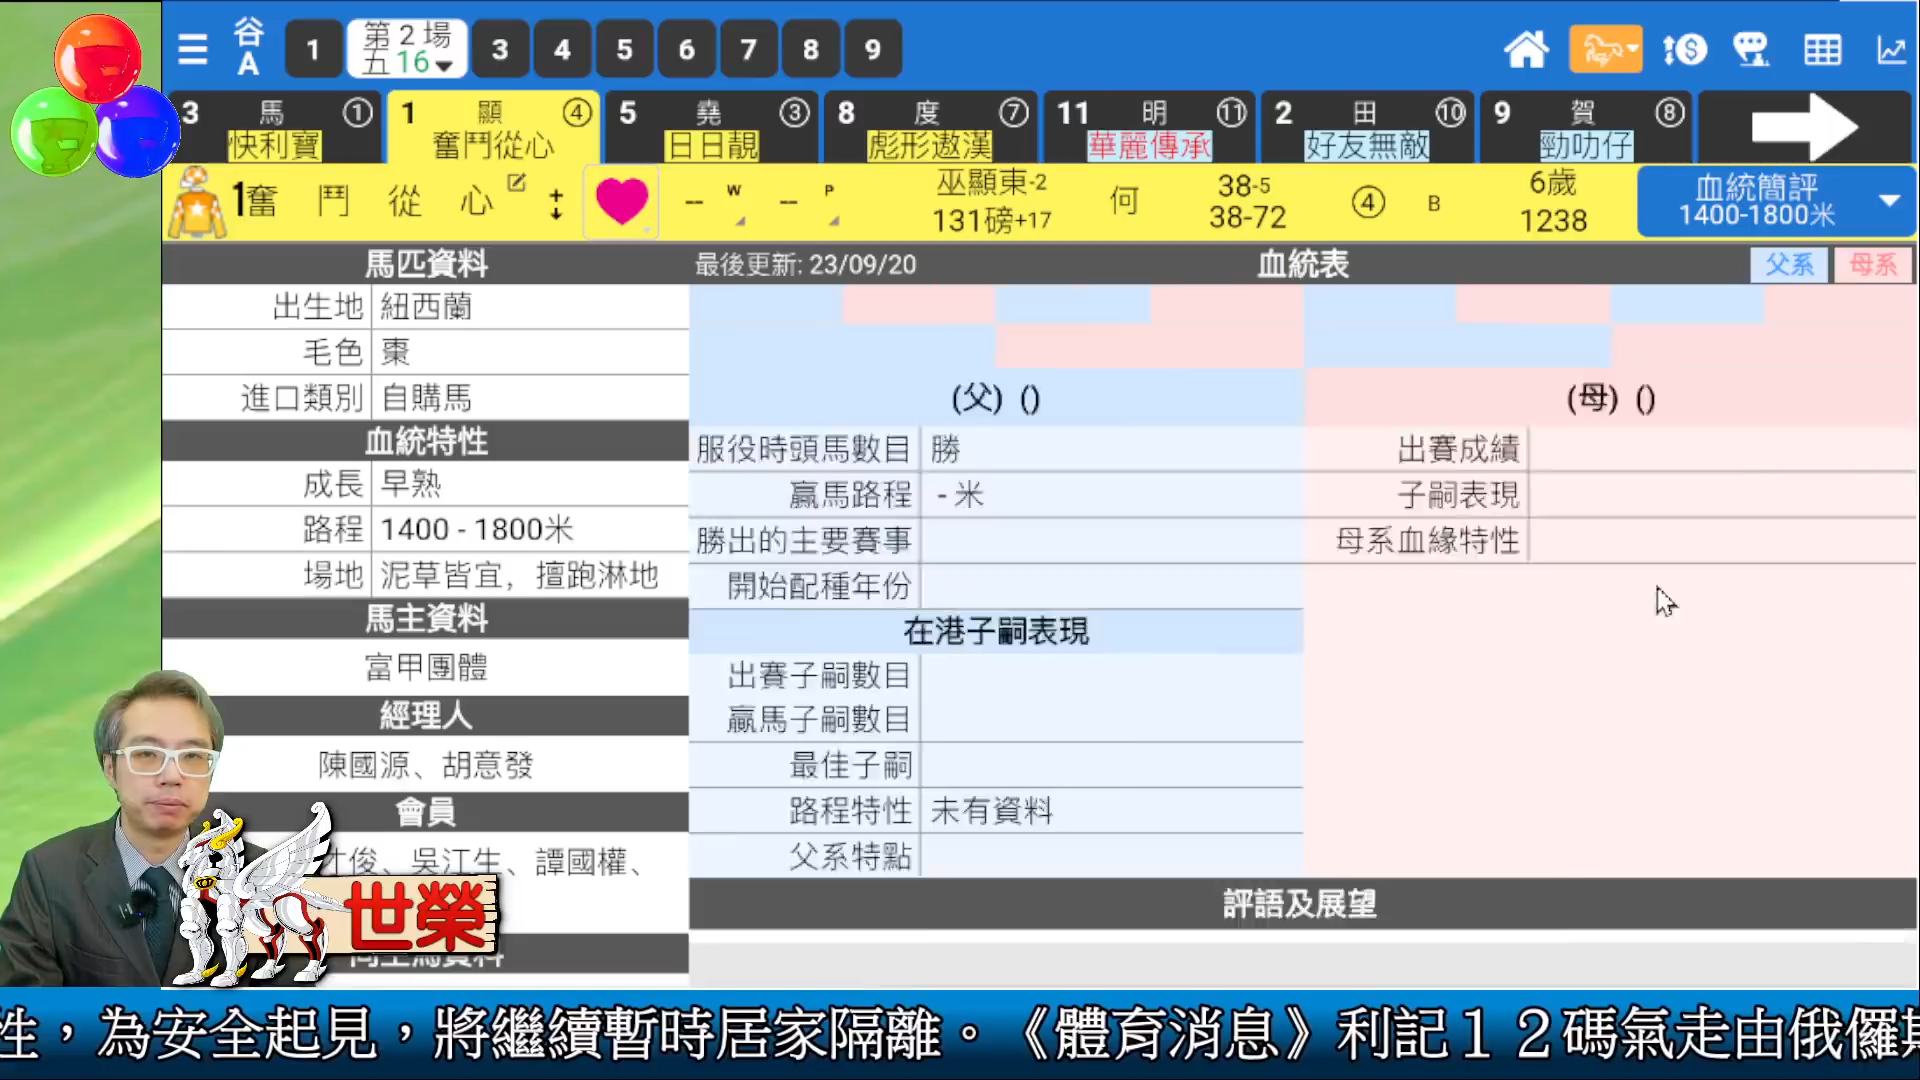 谷A 1 第2場 五16 3 4 5 6 7 8 9
3 馬 ① 快利寶
1 顯 ④ 奮鬥從心
5 堯 ③ 日日靚
8 度 ⑦ 彪形遨漢
11 明 ⑪ 華麗傳承
2 田 ⑩ 好友無敵
9 賀 ⑧ 勁叻仔
1奮鬥從心 -- W -- P 巫顯東-2 131磅+17 何 38-5 38-72 ④ B 6歲 1238 血統簡評 1400-1800米
馬匹資料
出生地 紐西蘭
毛色 棗
進口類別 自購馬
血統特性
成長 早熟
路程 1400 - 1800米
場地 泥草皆宜，擅跑淋地
馬主資料
富甲團體
經理人
陳國源、胡意發
會員
才俊、吳江生、譚國權、
最後更新: 23/09/20 血統表 父系 母系
(父) () (母) ()
服役時頭馬數目 勝
贏馬路程 - 米
勝出的主要賽事
開始配種年份
出賽成績
子嗣表現
母系血緣特性
在港子嗣表現
出賽子嗣數目
贏馬子嗣數目
最佳子嗣
路程特性 未有資料
父系特點
評語及展望
世榮
性，為安全起見，將繼續暫時居家隔離。《體育消息》利記１２碼氣走由俄儸